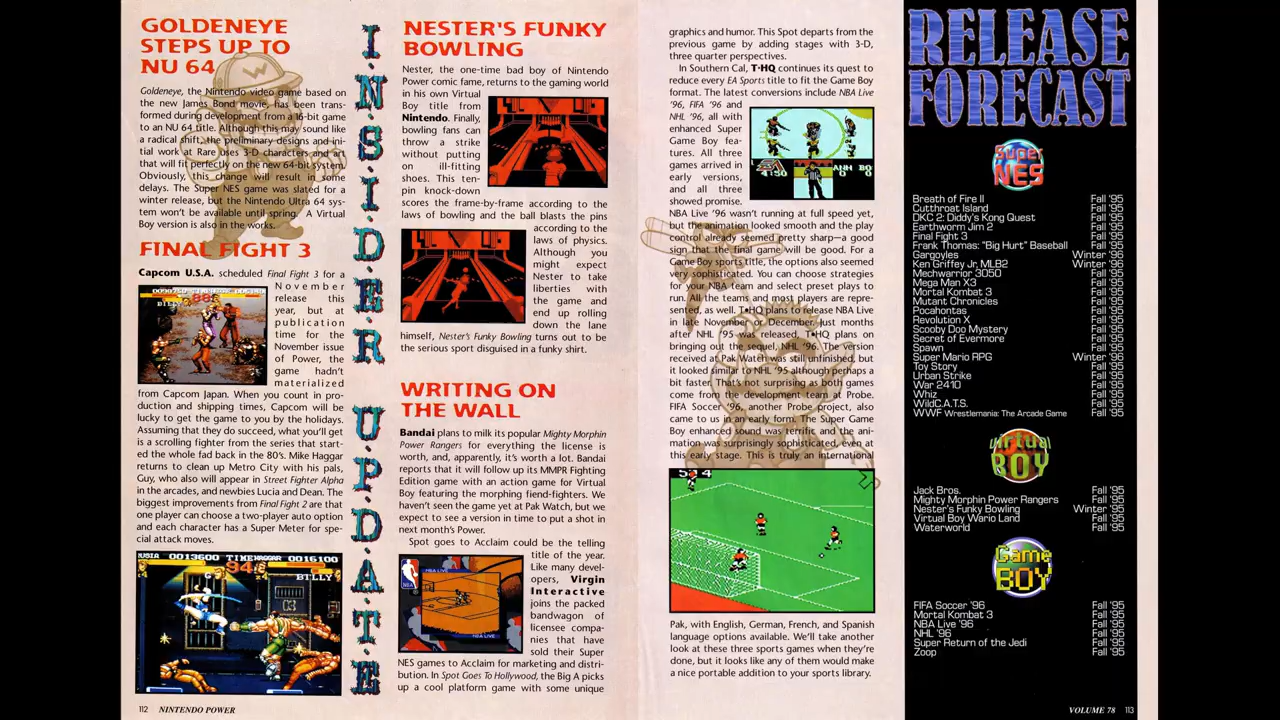 GOLDENEYE
STEPS UP TO
NU 64
Goldeneye, the Nintendo video game based on
the new James Bond movie, has been trans-
formed during development from a 16-bit game
to an NU 64 title. Although this may sound like
a radical shift, the preliminary designs and ini-
tial work at Rare uses 3-D characters and art
that will fit perfectly on the new 64-bit system.
Obviously, this change will result in some
delays. The Super NES game was slated for a
winter release, but the Nintendo Ultra 64 sys-
tem won't be available until spring. A Virtual
Boy version is also in the works.
FINAL FIGHT 3
Capcom U.S.A. scheduled Final Fight 3 for a
November
release this
year, but at
publication
time for the
November issue
of Power, the
game hadn't
materialized
from Capcom Japan. When you count in pro-
duction and shipping times, Capcom will be
lucky to get the game to you by the holidays.
Assuming that they do succeed, what you'll get
is a scrolling fighter from the series that start-
ed the whole fad back in the 80's. Mike Haggar
returns to clean up Metro City with his pals,
Guy, who also will appear in Street Fighter Alpha
in the arcades, and newbies Lucia and Dean. The
biggest improvements from Final Fight 2 are that
one player can choose a two-player auto option
and each character has a Super Meter for spe-
cial attack moves.
0013600 TIME HAGGAR 0016100
94
BILLY
112 NINTENDO POWER
I·N·S·I·D·E·R
U·P·D·A·T·E
NESTER'S FUNKY
BOWLING
Nester, the one-time bad boy of Nintendo
Power comic fame, returns to the gaming world
in his own Virtual
Boy title from
Nintendo. Finally,
bowling fans can
throw a strike
without putting
on ill-fitting
shoes. This ten-
pin knock-down
scores the frame-by-frame according to the
laws of bowling and the ball blasts the pins
according to the
laws of physics.
Although you
might expect
Nester to take
liberties with
the game and
end up rolling
down the lane
himself, Nester's Funky Bowling turns out to be
the serious sport disguised in a funky shirt.
WRITING ON
THE WALL
Bandai plans to milk its popular Mighty Morphin
Power Rangers for everything the license is
worth, and, apparently, it's worth a lot. Bandai
reports that it will follow up its MMPR Fighting
Edition game with an action game for Virtual
Boy featuring the morphing fiend-fighters. We
haven't seen the game yet at Pak Watch, but we
expect to see a version in time to put a shot in
next month's Power.
Spot goes to Acclaim could be the telling
title of the year.
Like many devel-
opers, Virgin
Interactive
joins the packed
bandwagon of
licensee compa-
nies that have
sold their Super
NES games to Acclaim for marketing and distri-
bution. In Spot Goes To Hollywood, the Big A picks
up a cool platform game with some unique
NBA LIVE
NBA
NBA LIVE
graphics and humor. This Spot departs from the
previous game by adding stages with 3-D,
three quarter perspectives.
In Southern Cal, T•HQ continues its quest to
reduce every EA Sports title to fit the Game Boy
format. The latest conversions include NBA Live
'96, FIFA '96 and
NHL '96, all with
enhanced Super
Game Boy fea-
tures. All three
games arrived in
early versions,
and all three
showed promise.
NBA Live '96 wasn't running at full speed yet,
but the animation looked smooth and the play
control already seemed pretty sharp—a good
sign that the final game will be good. For a
Game Boy sports title, the options also seemed
very sophisticated. You can choose strategies
for your NBA team and select preset plays to
run. All the teams and most players are repre-
sented, as well. T•HQ plans to release NBA Live
in late November or December. Just months
after NHL '95 was released, T•HQ plans on
bringing out the sequel, NHL '96. The version
received at Pak Watch was still unfinished, but
it looked similar to NHL '95 although perhaps a
bit faster. That's not surprising as both games
come from the development team at Probe.
FIFA Soccer '96, another Probe project, also
came to us in an early form. The Super Game
Boy enhanced sound was terrific and the ani-
mation was surprisingly sophisticated, even at
this early stage. This is truly an international
Pak, with English, German, French, and Spanish
language options available. We'll take another
look at these three sports games when they're
done, but it looks like any of them would make
a nice portable addition to your sports library.
RELEASE
FORECAST
Super
NES
Breath of Fire II Fall '95
Cutthroat Island Fall '95
DKC 2: Diddy's Kong Quest Fall '95
Earthworm Jim 2 Fall '95
Final Fight 3 Fall '95
Frank Thomas: "Big Hurt" Baseball Fall '95
Gargoyles Winter '96
Ken Griffey Jr. MLB2 Winter '96
Mechwarrior 3050 Fall '95
Mega Man X3 Fall '95
Mortal Kombat 3 Fall '95
Mutant Chronicles Fall '95
Pocahontas Fall '95
Revolution X Fall '95
Scooby Doo Mystery Fall '95
Secret of Evermore Fall '95
Spawn Fall '95
Super Mario RPG Winter '96
Toy Story Fall '95
Urban Strike Fall '95
War 2410 Fall '95
Whiz Fall '95
WildC.A.T.S. Fall '95
WWF Wrestlemania: The Arcade Game Fall '95
Virtual
BOY
Jack Bros. Fall '95
Mighty Morphin Power Rangers Fall '95
Nester's Funky Bowling Winter '95
Virtual Boy Wario Land Fall '95
Waterworld Fall '95
Game
BOY
FIFA Soccer '96 Fall '95
Mortal Kombat 3 Fall '95
NBA Live '96 Fall '95
NHL '96 Fall '95
Super Return of the Jedi Fall '95
Zoop Fall '95
VOLUME 78 113